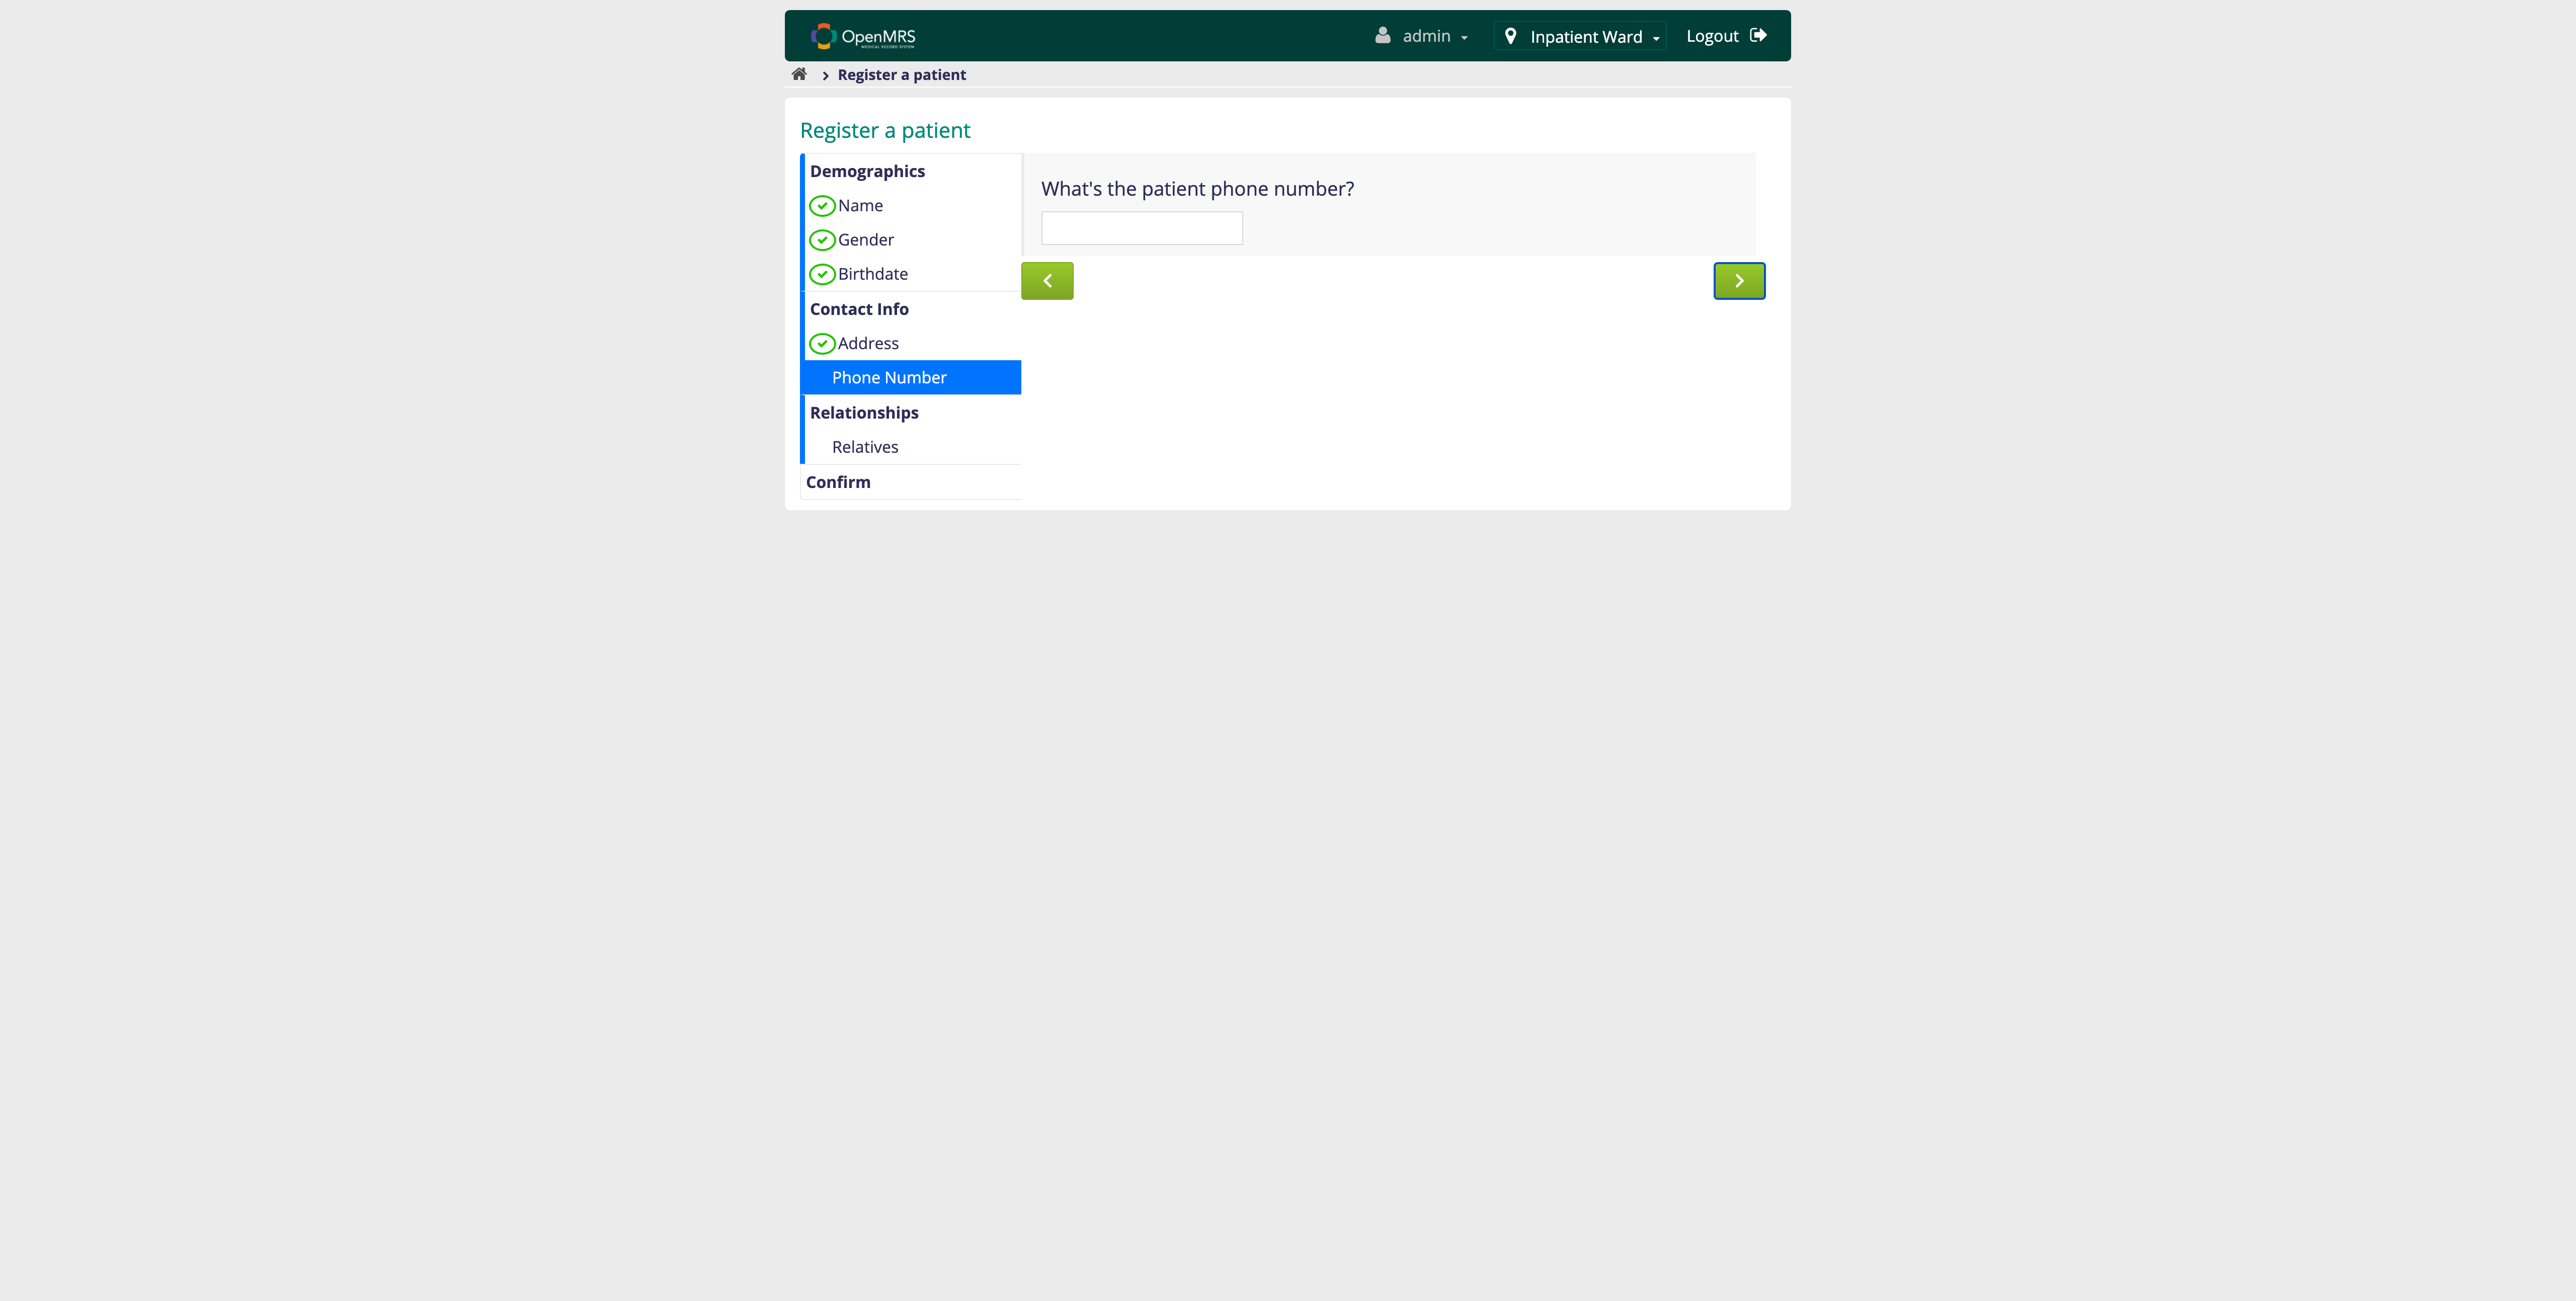 OpenMRS
MEDICAL RECORD SYSTEM
admin
Inpatient Ward
Logout
Register a patient
Register a patient
Demographics
Name
Gender
Birthdate
Contact Info
Address
Phone Number
Relationships
Relatives
Confirm
What's the patient phone number?